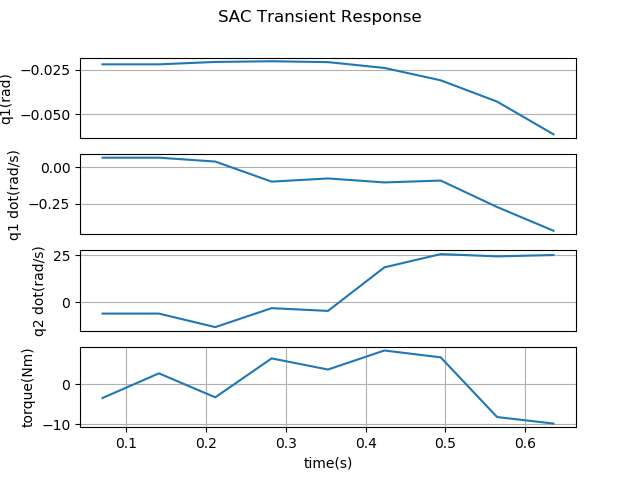 SAC Transient Response
q1(rad)
−0.025
−0.050
q1 dot(rad/s)
0.00
−0.25
q2 dot(rad/s)
25
0
torque(Nm)
0
−10
0.1 0.2 0.3 0.4 0.5 0.6
time(s)